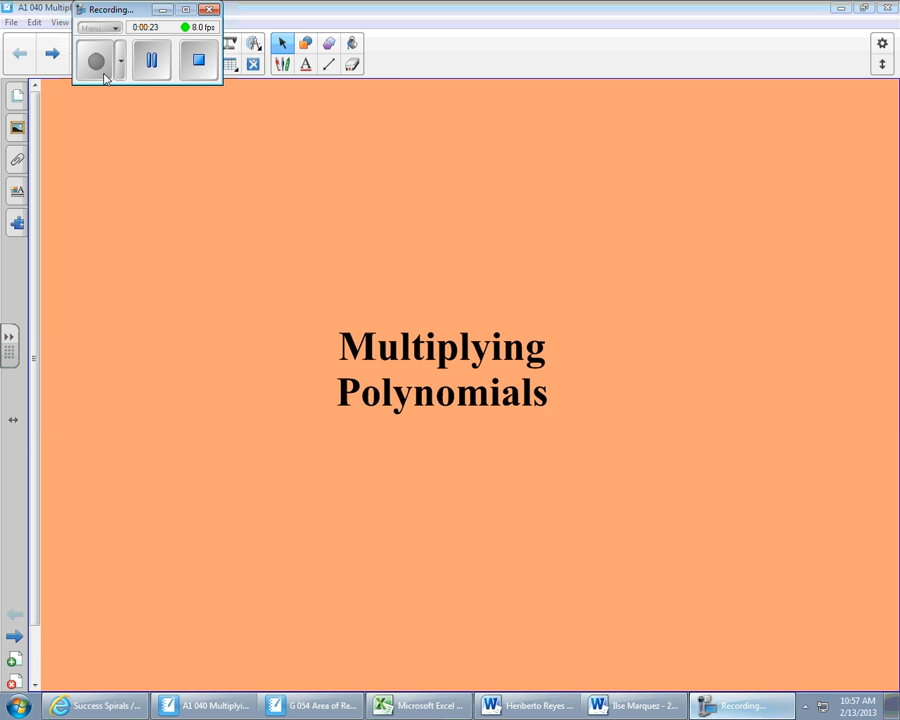 A1 040 Multipl
Recording...
File Edit View
Menu 0:00:23 8.0 fps
Multiplying
Polynomials
Success Spirals /...
A1 040 Multiplyi...
G 054 Area of Re...
Microsoft Excel ...
Heriberto Reyes ...
Ilse Marquez - 2...
Recording...
10:57 AM
2/13/2013